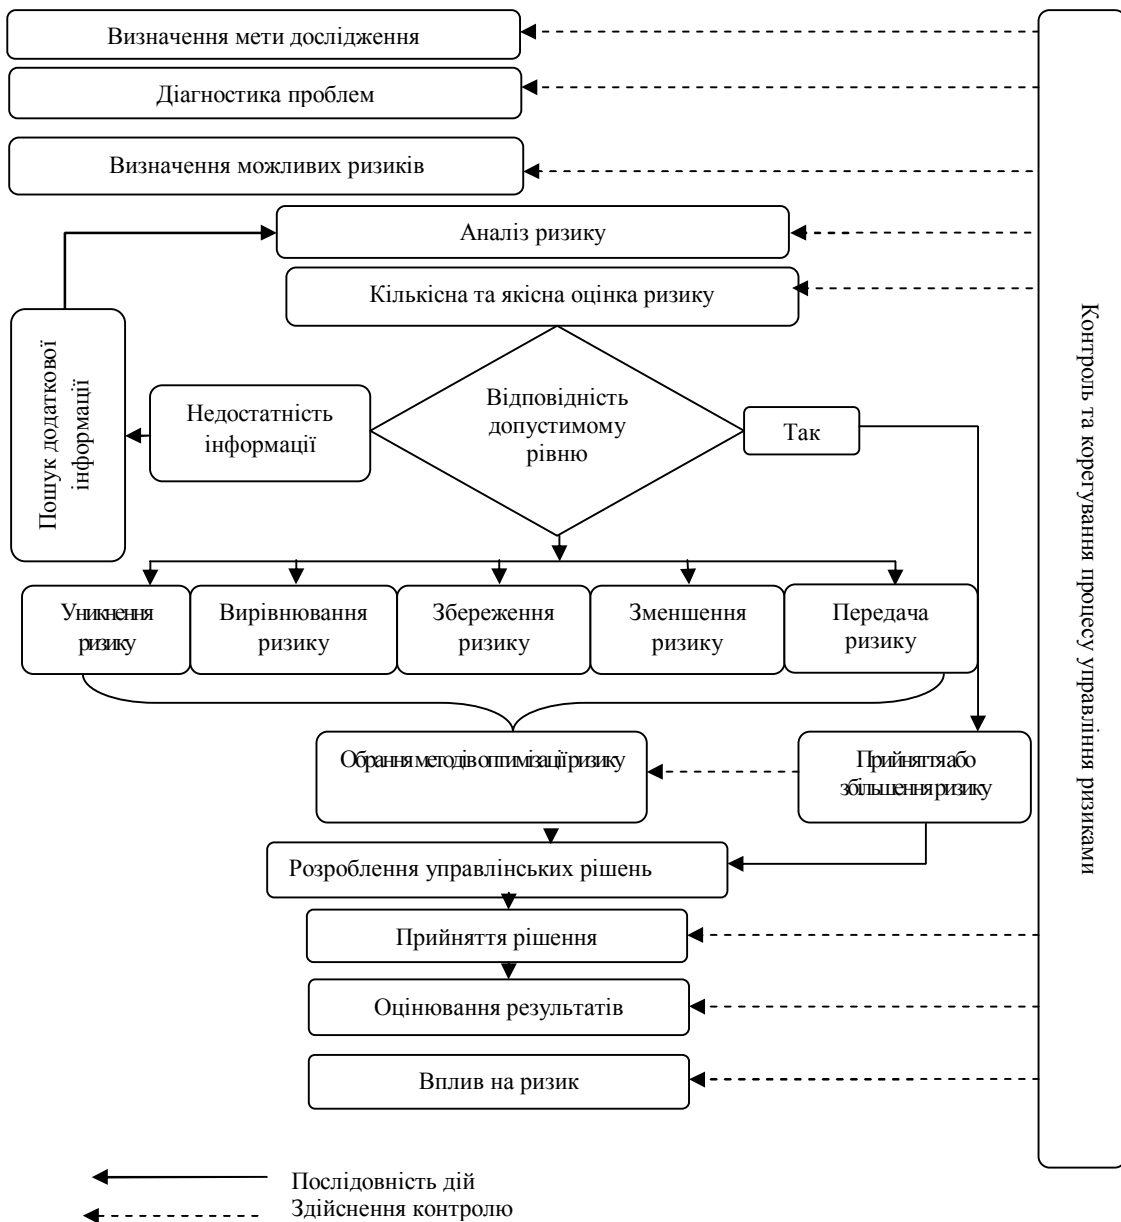 Визначення мети дослідження
Діагностика проблем
Визначення можливих ризиків
Аналіз ризику
Кількісна та якісна оцінка ризику
Пошук додаткової
інформації
Недостатність
інформації
Відповідність
допустимому
рівню
Так
Уникнення
ризику
Вирівнювання
ризику
Збереження
ризику
Зменшення
ризику
Передача
ризику
Обрання методів оптимізації ризику
Прийняття або
збільшення ризику
Розроблення управлінських рішень
Прийняття рішення
Оцінювання результатів
Вплив на ризик
Контроль та корегування процесу управління ризиками
Послідовність дій
Здійснення контролю